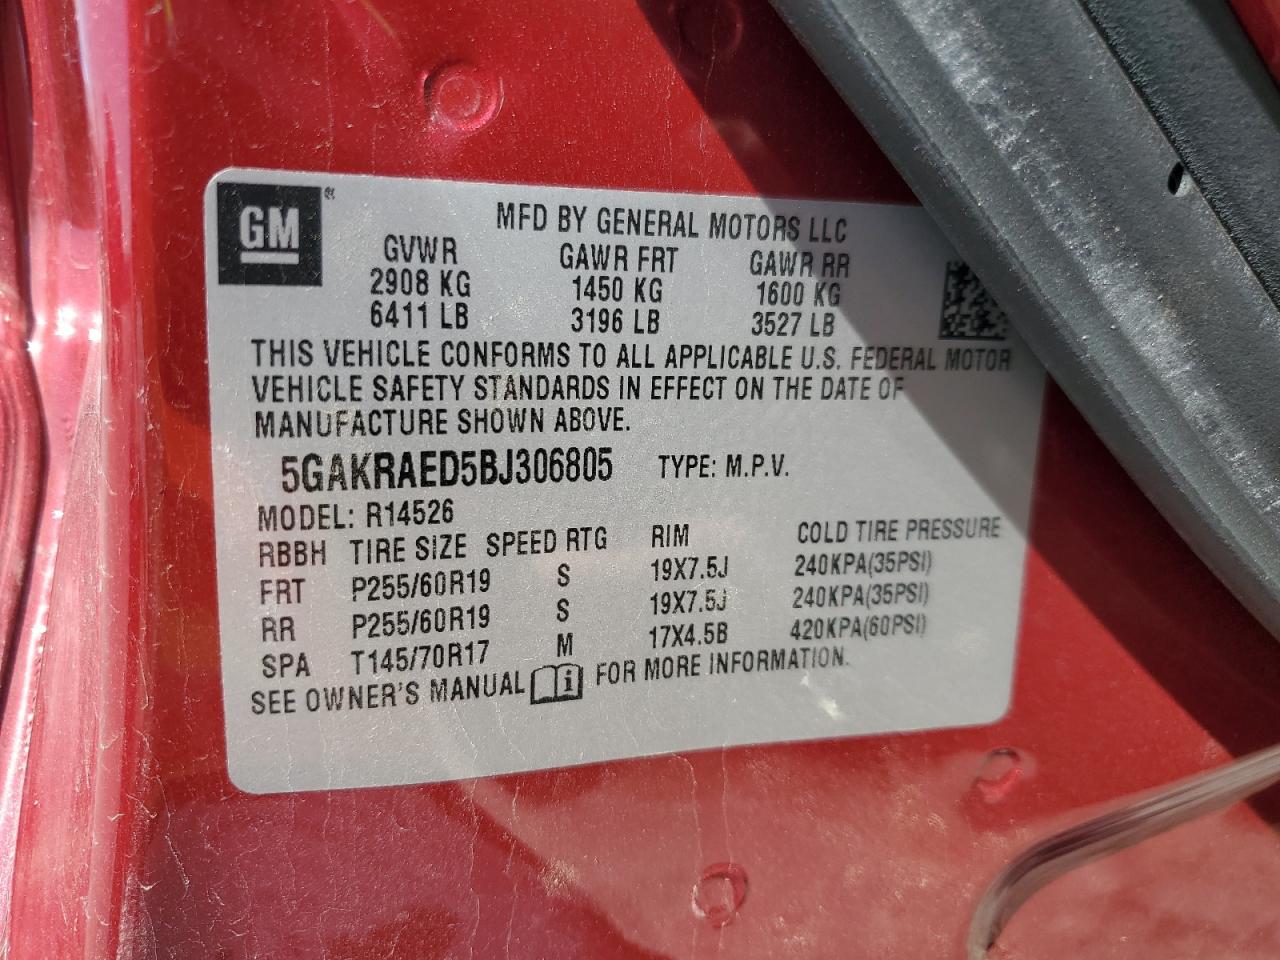 GM®
MFD BY GENERAL MOTORS LLC
GVWR GAWR FRT GAWR RR
2908 KG 1450 KG 1600 KG
6411 LB 3196 LB 3527 LB
THIS VEHICLE CONFORMS TO ALL APPLICABLE U.S. FEDERAL MOTOR
VEHICLE SAFETY STANDARDS IN EFFECT ON THE DATE OF
MANUFACTURE SHOWN ABOVE.
5GAKRAED5BJ306805 TYPE: M.P.V.
MODEL: R14526
RBBH TIRE SIZE SPEED RTG RIM COLD TIRE PRESSURE
FRT P255/60R19 S 19X7.5J 240KPA(35PSI)
RR P255/60R19 S 19X7.5J 240KPA(35PSI)
SPA T145/70R17 M 17X4.5B 420KPA(60PSI)
SEE OWNER'S MANUAL i FOR MORE INFORMATION.